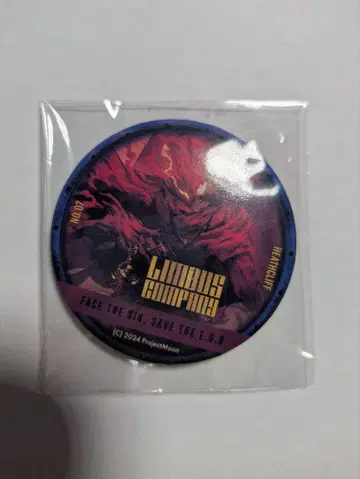 NO.07
HEATHCLIFF
LIMBUS
COMPANY
FACE THE SIN, SAVE THE E.G.O
(C) 2024 ProjectMoon